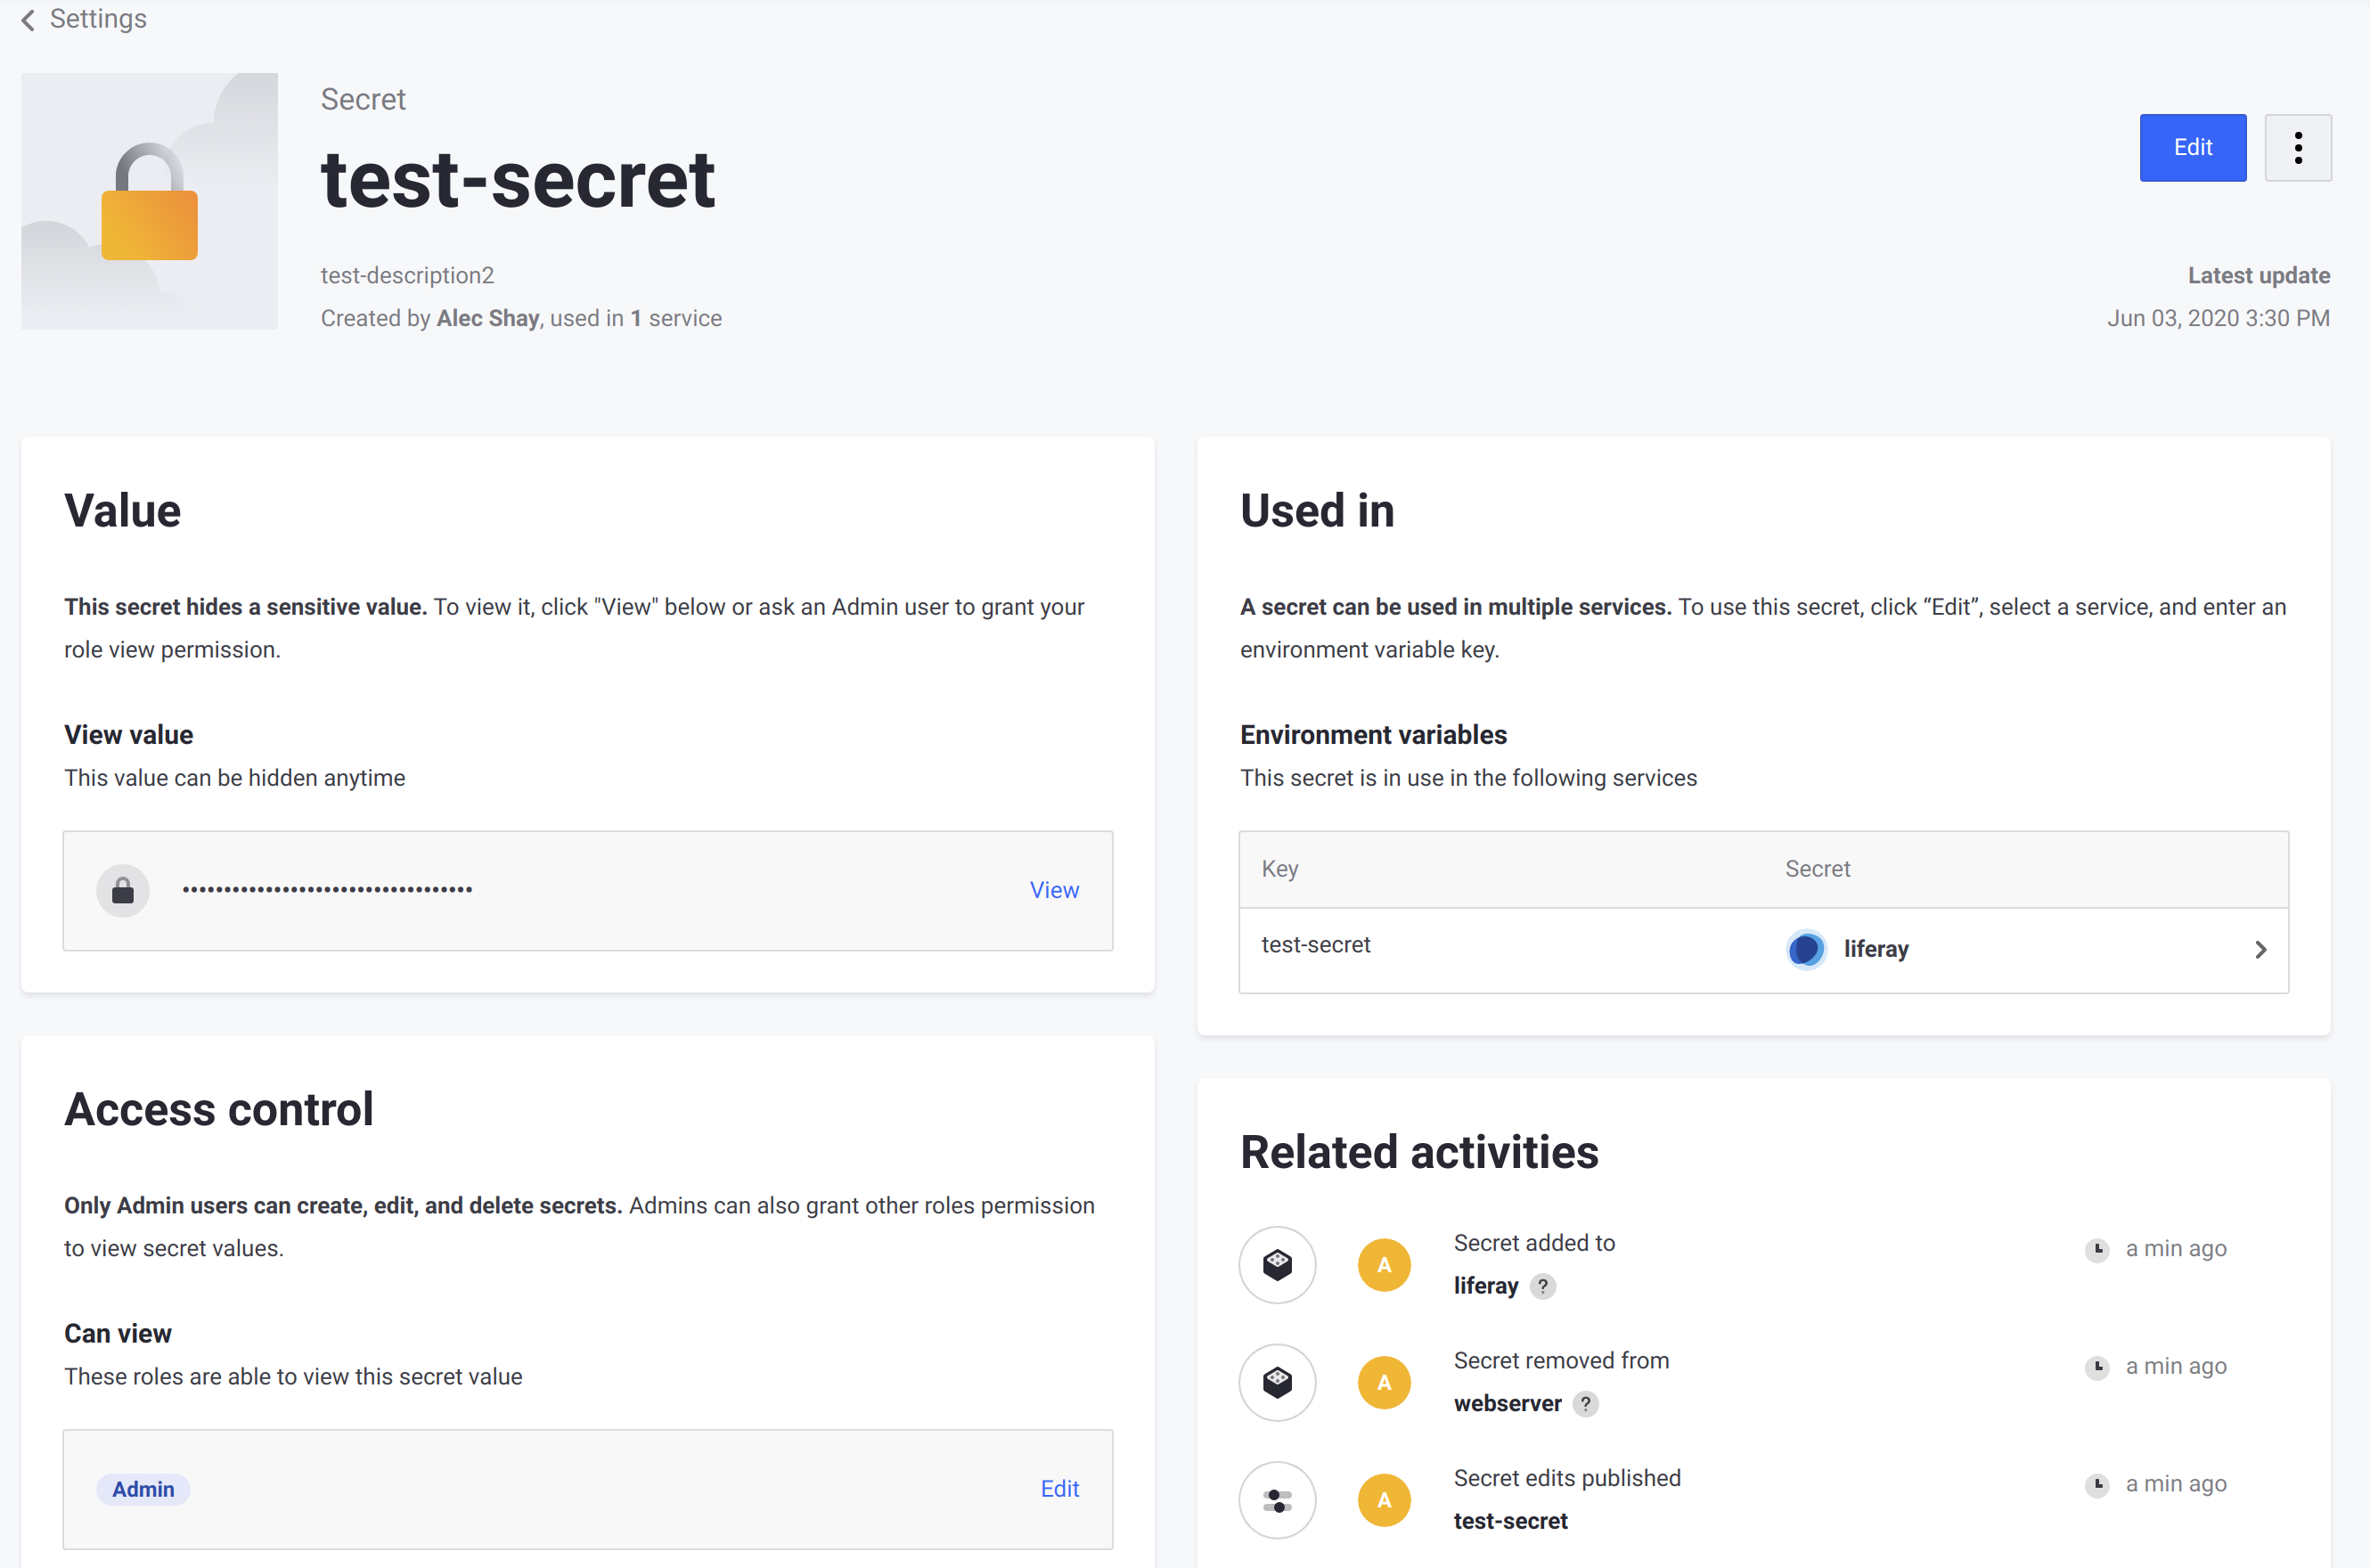 Settings
Secret
test-secret
Edit
test-description2
Created by Alec Shay, used in 1 service
Latest update
Jun 03, 2020 3:30 PM
Value
This secret hides a sensitive value. To view it, click "View" below or ask an Admin user to grant your
role view permission.
View value
This value can be hidden anytime
•••••••••••••••••••••••••••••••••••
View
Used in
A secret can be used in multiple services. To use this secret, click “Edit”, select a service, and enter an
environment variable key.
Environment variables
This secret is in use in the following services
Key Secret
test-secret liferay
Access control
Only Admin users can create, edit, and delete secrets. Admins can also grant other roles permission
to view secret values.
Can view
These roles are able to view this secret value
Admin Edit
Related activities
A Secret added to a min ago
liferay ?
A Secret removed from a min ago
webserver ?
A Secret edits published a min ago
test-secret